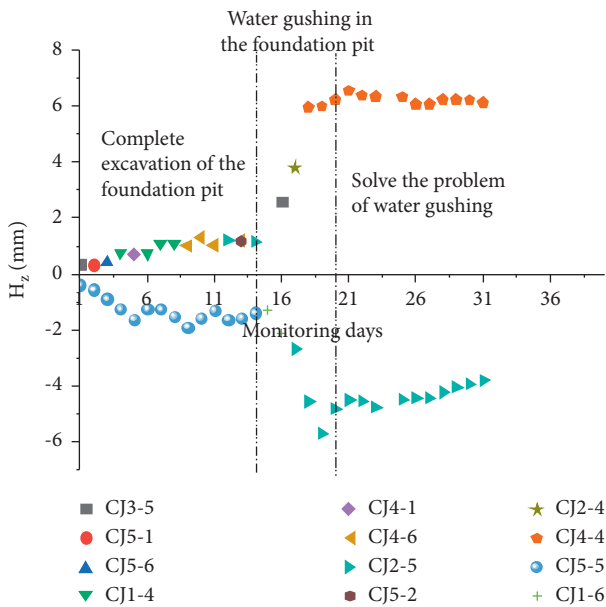 Water gushing in
the foundation pit
8
6
4
2
0
-2
-4
-6
H_z (mm)
Complete
excavation of the
foundation pit
Solve the problem
of water gushing
1 6 11 16 21 26 31 36
Monitoring days
CJ3-5 CJ4-1 CJ2-4
CJ5-1 CJ4-6 CJ4-4
CJ5-6 CJ2-5 CJ5-5
CJ1-4 CJ5-2 CJ1-6